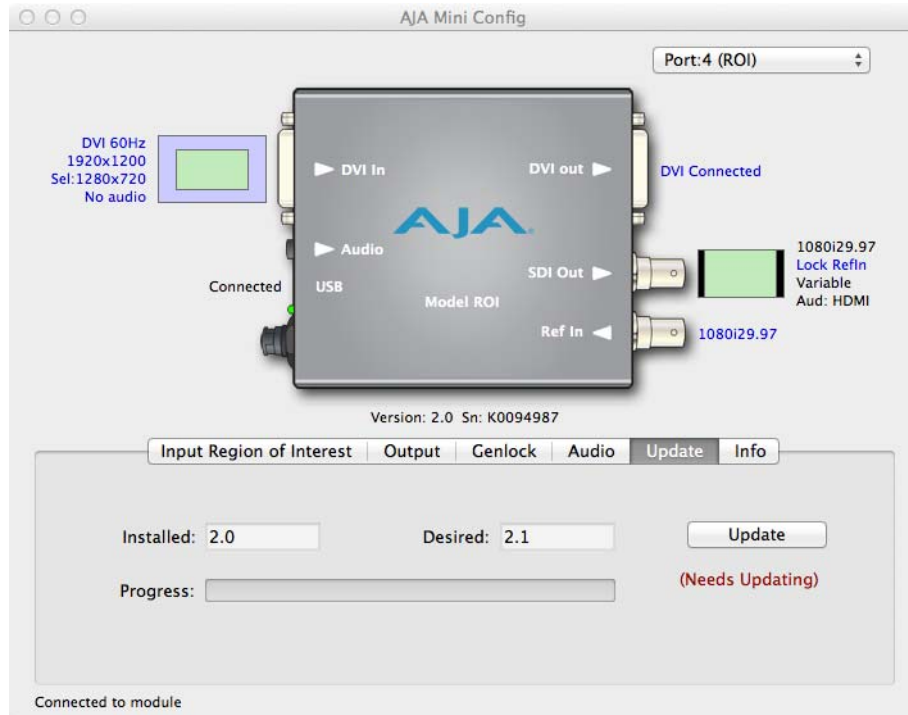 AJA Mini Config
Port:4 (ROI)
DVI 60Hz
1920x1200
Sel:1280x720
No audio
DVI In
DVI out
DVI Connected
AJA
Audio
Connected
USB
SDI Out
Model ROI
Ref In
1080i29.97
Lock RefIn
Variable
Aud: HDMI
1080i29.97
Version: 2.0 Sn: K0094987
Input Region of Interest
Output
Genlock
Audio
Update
Info
Installed: 2.0
Desired: 2.1
Update
Progress:
(Needs Updating)
Connected to module